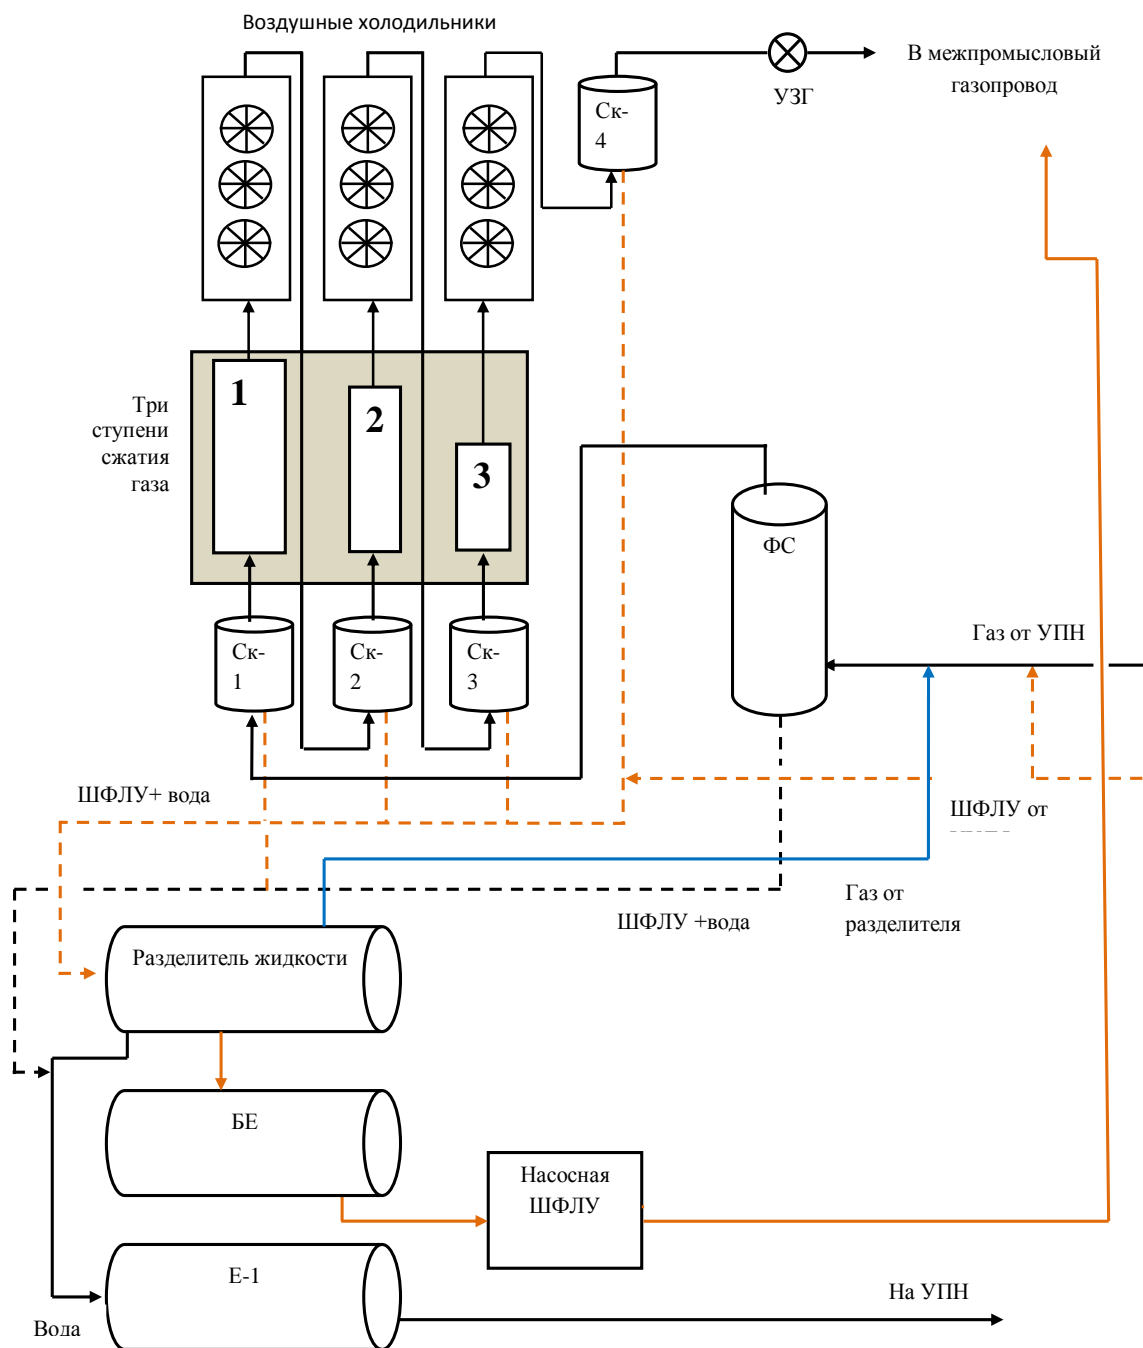 Воздушные холодильники
В межпромысловый
газопровод
УЗГ
Ск-
4
Три
ступени
сжатия
газа
1
2
3
ФС
Газ от УПН
Ск-
1
Ск-
2
Ск-
3
ШФЛУ+ вода
ШФЛУ от
Газ от
разделителя
ШФЛУ +вода
Разделитель жидкости
БЕ
Насосная
ШФЛУ
Е-1
На УПН
Вода